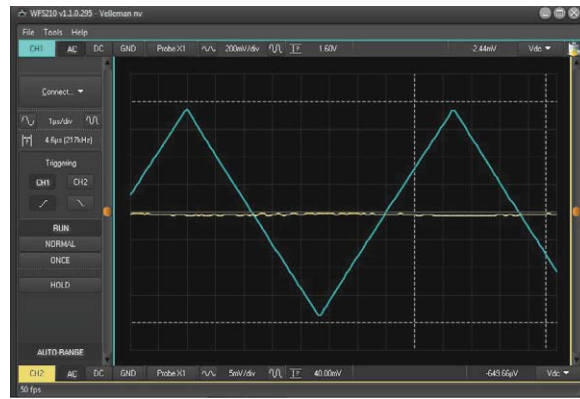 WFS210 v1.1.0.295 - Velleman nv
File Tools Help
CH1 AC DC GND Probe X1 200mV/div 1.60V -2.44mV Vdc
Connect...
1µs/div
4.6µs (217kHz)
Triggering
CH1 CH2
RUN
NORMAL
ONCE
HOLD
AUTO RANGE
CH2 AC DC GND Probe X1 5mV/div 40.00mV -649.66µV Vdc
50 fps